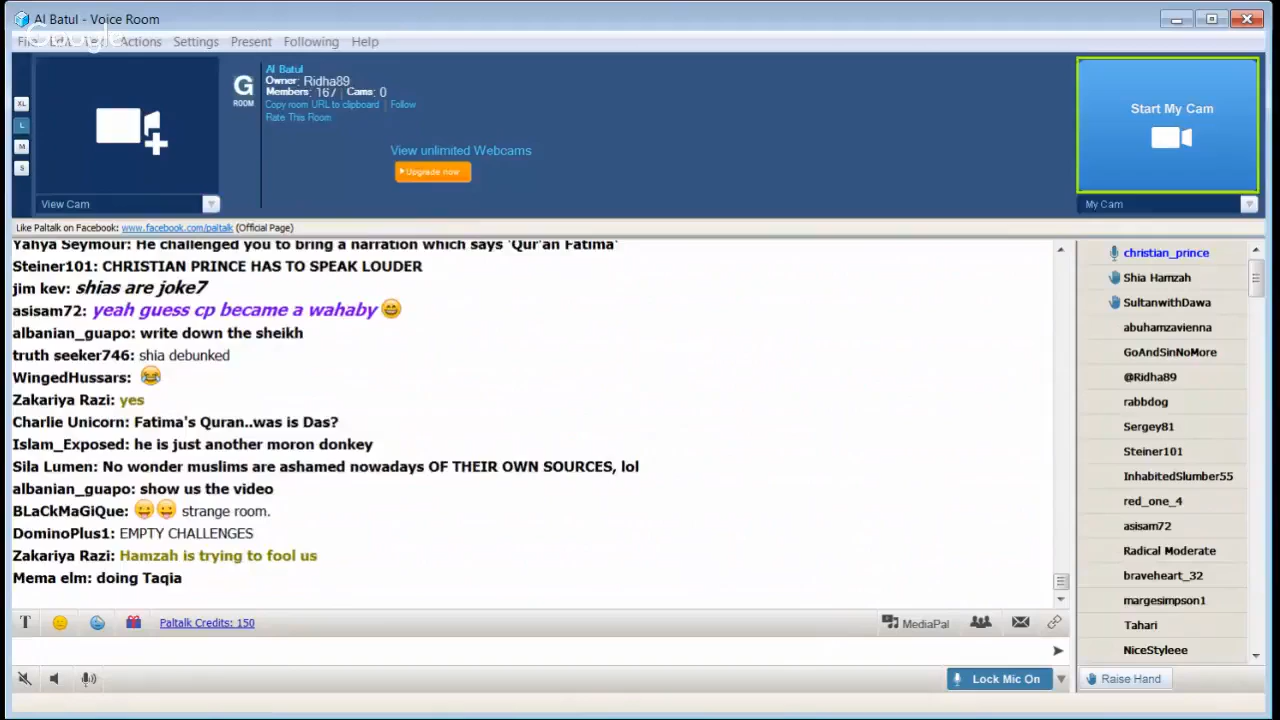 Al Batul - Voice Room
Google
Actions Settings Present Following Help
Al Batul
Owner: Ridha89
G ROOM
Members: 167 Cams: 0
Copy room URL to clipboard | Follow
Rate This Room
View unlimited Webcams
Upgrade now
XL
L
M
S
View Cam
Start My Cam
My Cam
Like Paltalk on Facebook: www.facebook.com/paltalk (Official Page)
Yahya Seymour: He challenged you to bring a narration which says 'Qur'an Fatima'
Steiner101: CHRISTIAN PRINCE HAS TO SPEAK LOUDER
jim kev: shias are joke7
asisam72: yeah guess cp became a wahaby 😄
albanian_guapo: write down the sheikh
truth seeker746: shia debunked
WingedHussars: 😂
Zakariya Razi: yes
Charlie Unicorn: Fatima's Quran..was is Das?
Islam_Exposed: he is just another moron donkey
Sila Lumen: No wonder muslims are ashamed nowadays OF THEIR OWN SOURCES, lol
albanian_guapo: show us the video
BLaCkMaGiQue: 😛😛 strange room.
DominoPlus1: EMPTY CHALLENGES
Zakariya Razi: Hamzah is trying to fool us
Mema elm: doing Taqia
christian_prince
Shia Hamzah
SultanwithDawa
abuhamzavienna
GoAndSinNoMore
@Ridha89
rabbdog
Sergey81
Steiner101
InhabitedSlumber55
red_one_4
asisam72
Radical Moderate
braveheart_32
margesimpson1
Tahari
NiceStyleee
T
Paltalk Credits: 150
MediaPal
Lock Mic On
Raise Hand